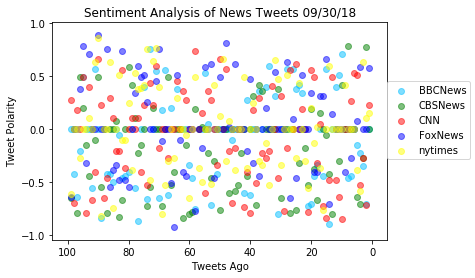 Sentiment Analysis of News Tweets 09/30/18
1.0
0.5
0.0
−0.5
−1.0
Tweet Polarity
100
80
60
40
20
0
Tweets Ago
BBCNews
CBSNews
CNN
FoxNews
nytimes